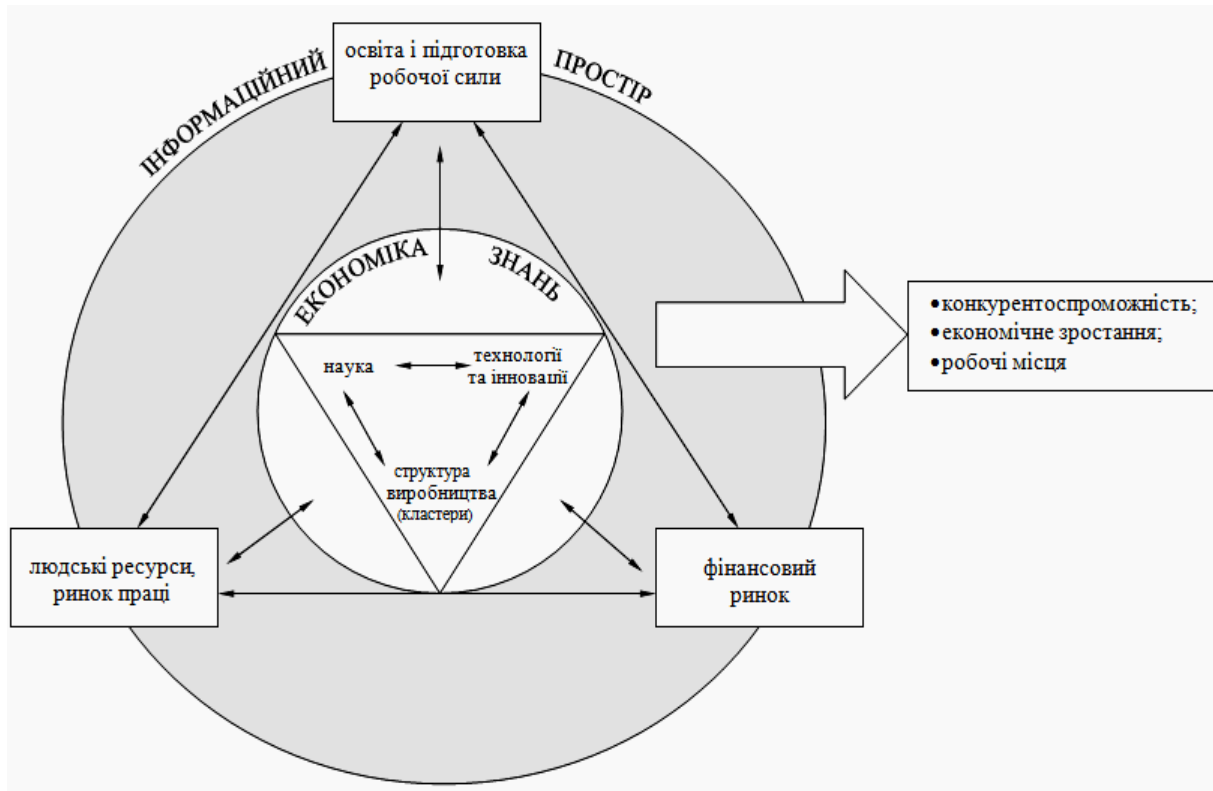 ІНФОРМАЦІЙНИЙ
освіта і підготовка
робочої сили
ПРОСТІР
ЕКОНОМІКА
ЗНАНЬ
наука
технології
та інновації
структура
виробництва
(кластери)
•конкурентоспроможність;
•економічне зростання;
•робочі місця
людські ресурси,
ринок праці
фінансовий
ринок